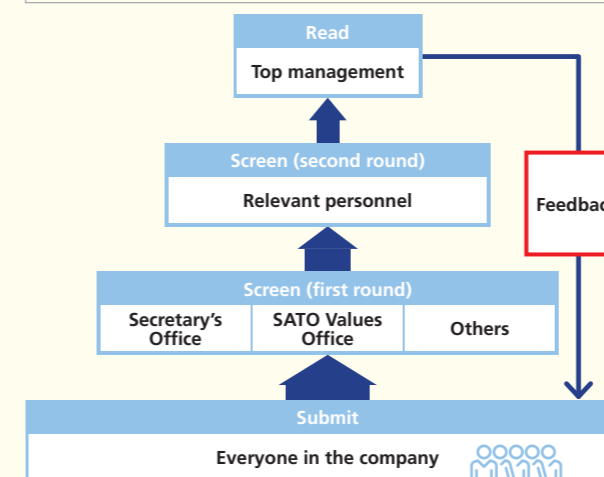 Read
Top management
Screen (second round)
Relevant personnel
Feedbac
Screen (first round)
Secretary's
Office
SATO Values
Office
Others
Submit
Everyone in the company